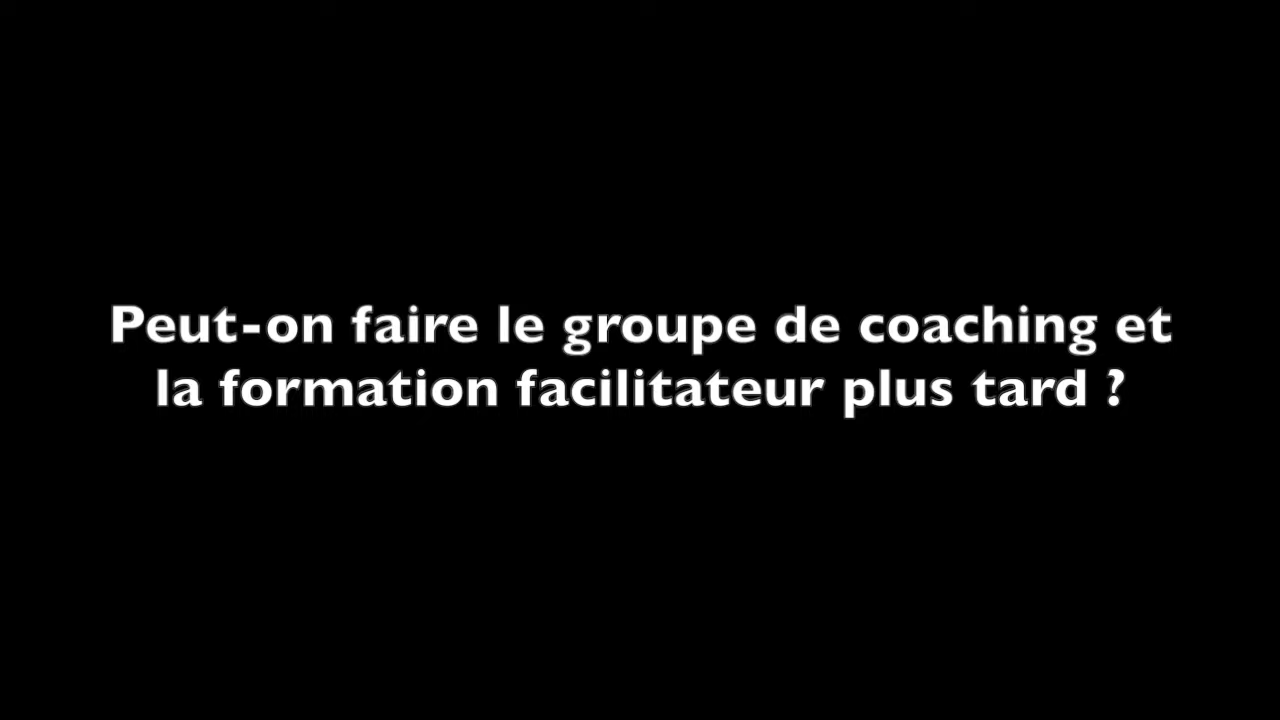 Peut-on faire le groupe de coaching et
la formation facilitateur plus tard ?